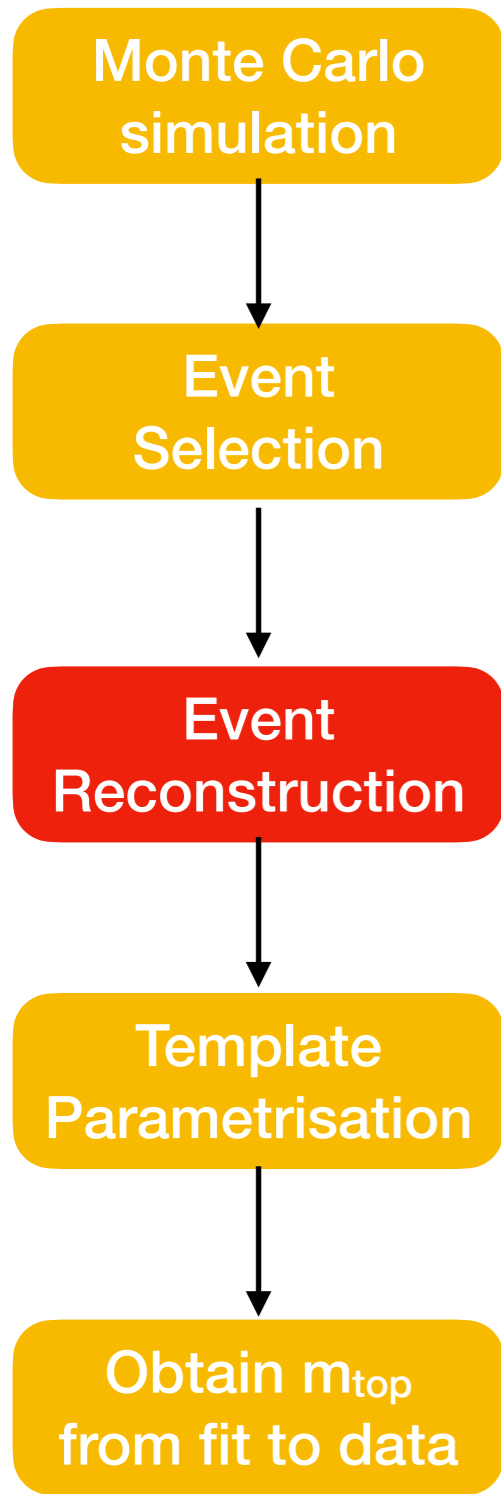 Monte Carlo
simulation
Event
Selection
Event
Reconstruction
Template
Parametrisation
Obtain mtop
from fit to data